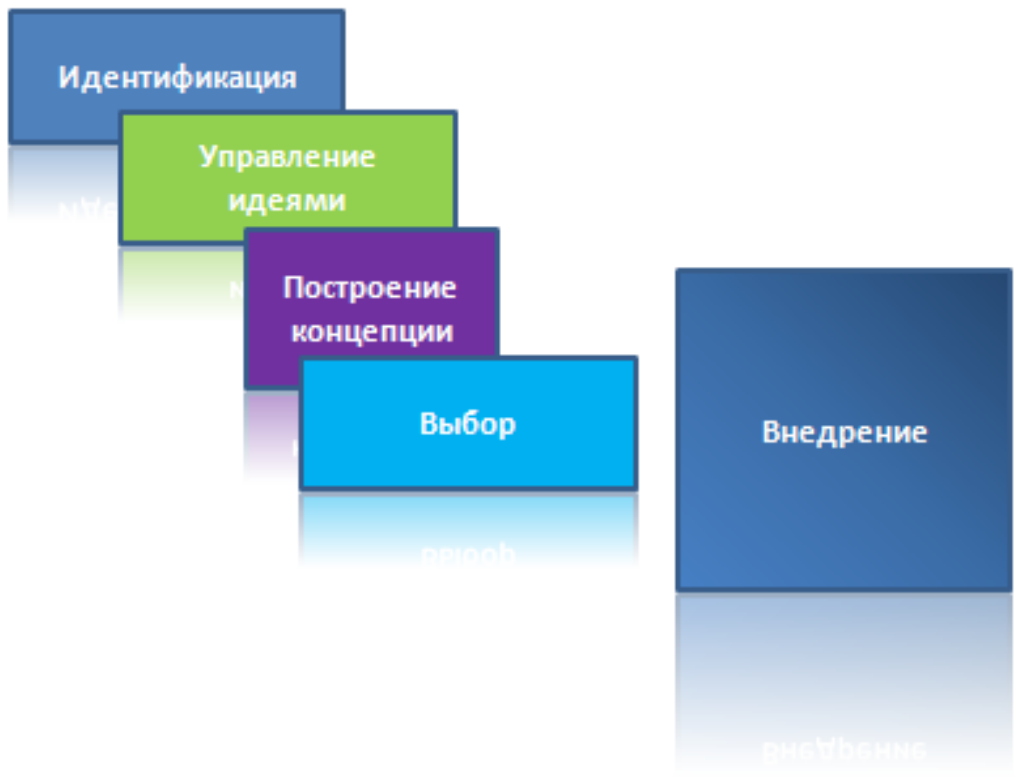 Идентификация
Управление
идеями
Построение
концепции
Выбор
Внедрение